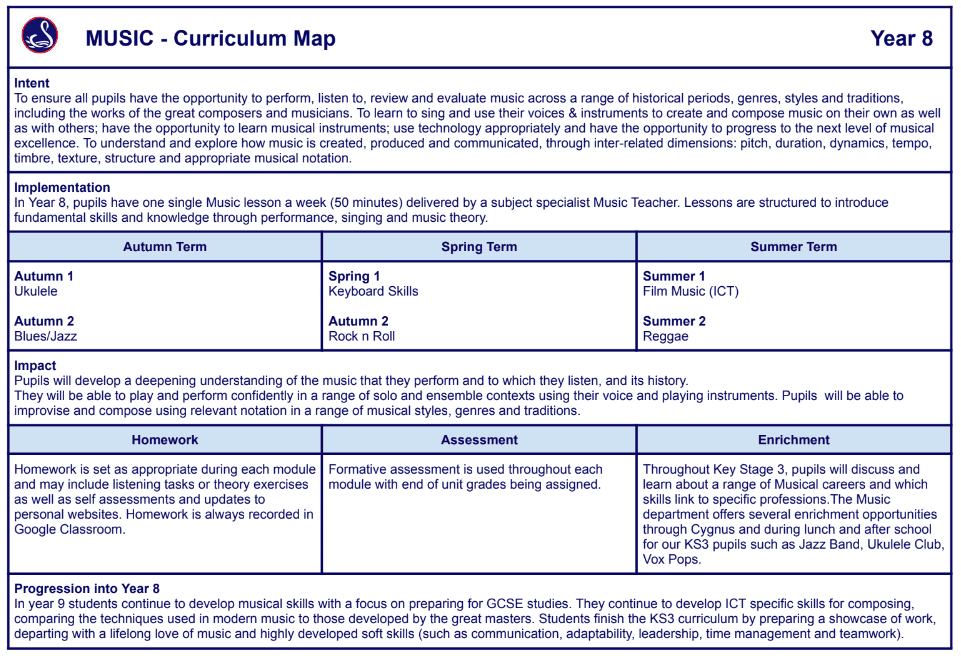 MUSIC - Curriculum Map
Year 8
Intent
To ensure all pupils have the opportunity to perform, listen to, review and evaluate music across a range of historical periods, genres, styles and traditions,
including the works of the great composers and musicians. To learn to sing and use their voices & instruments to create and compose music on their own as well
as with others; have the opportunity to learn musical instruments; use technology appropriately and have the opportunity to progress to the next level of musical
excellence. To understand and explore how music is created, produced and communicated, through inter-related dimensions: pitch, duration, dynamics, tempo,
timbre, texture, structure and appropriate musical notation.
Implementation
In Year 8, pupils have one single Music lesson a week (50 minutes) delivered by a subject specialist Music Teacher. Lessons are structured to introduce
fundamental skills and knowledge through performance, singing and music theory.
Autumn Term
Spring Term
Summer Term
Autumn 1
Ukulele
Autumn 2
Blues/Jazz
Spring 1
Keyboard Skills
Autumn 2
Rock n Roll
Summer 1
Film Music (ICT)
Summer 2
Reggae
Impact
Pupils will develop a deepening understanding of the music that they perform and to which they listen, and its history.
They will be able to play and perform confidently in a range of solo and ensemble contexts using their voice and playing instruments. Pupils  will be able to
improvise and compose using relevant notation in a range of musical styles, genres and traditions.
Homework
Assessment
Enrichment
Homework is set as appropriate during each module
and may include listening tasks or theory exercises
as well as self assessments and updates to
personal websites. Homework is always recorded in
Google Classroom.
Formative assessment is used throughout each
module with end of unit grades being assigned.
Throughout Key Stage 3, pupils will discuss and
learn about a range of Musical careers and which
skills link to specific professions.The Music
department offers several enrichment opportunities
through Cygnus and during lunch and after school
for our KS3 pupils such as Jazz Band, Ukulele Club,
Vox Pops.
Progression into Year 8
In year 9 students continue to develop musical skills with a focus on preparing for GCSE studies. They continue to develop ICT specific skills for composing,
comparing the techniques used in modern music to those developed by the great masters. Students finish the KS3 curriculum by preparing a showcase of work,
departing with a lifelong love of music and highly developed soft skills (such as communication, adaptability, leadership, time management and teamwork).